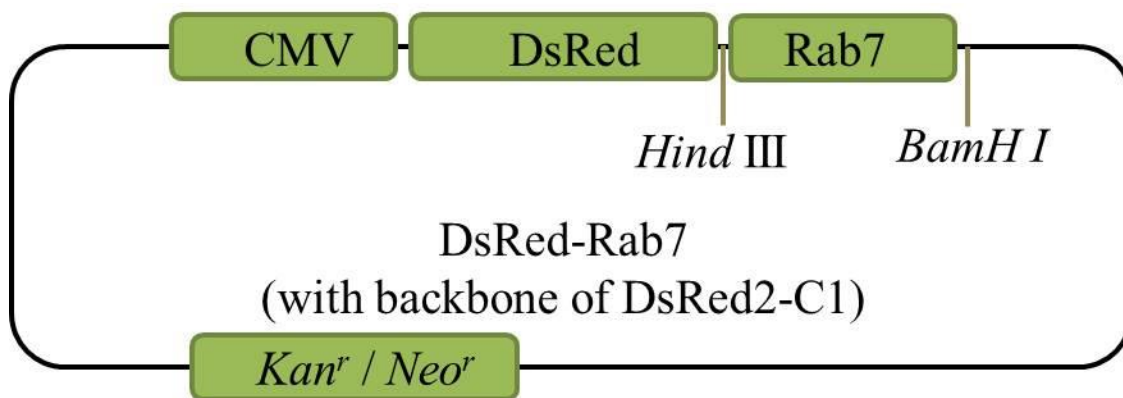 CMV DsRed Rab7
Hind III BamH I
DsRed-Rab7
(with backbone of DsRed2-C1)
Kanr / Neor